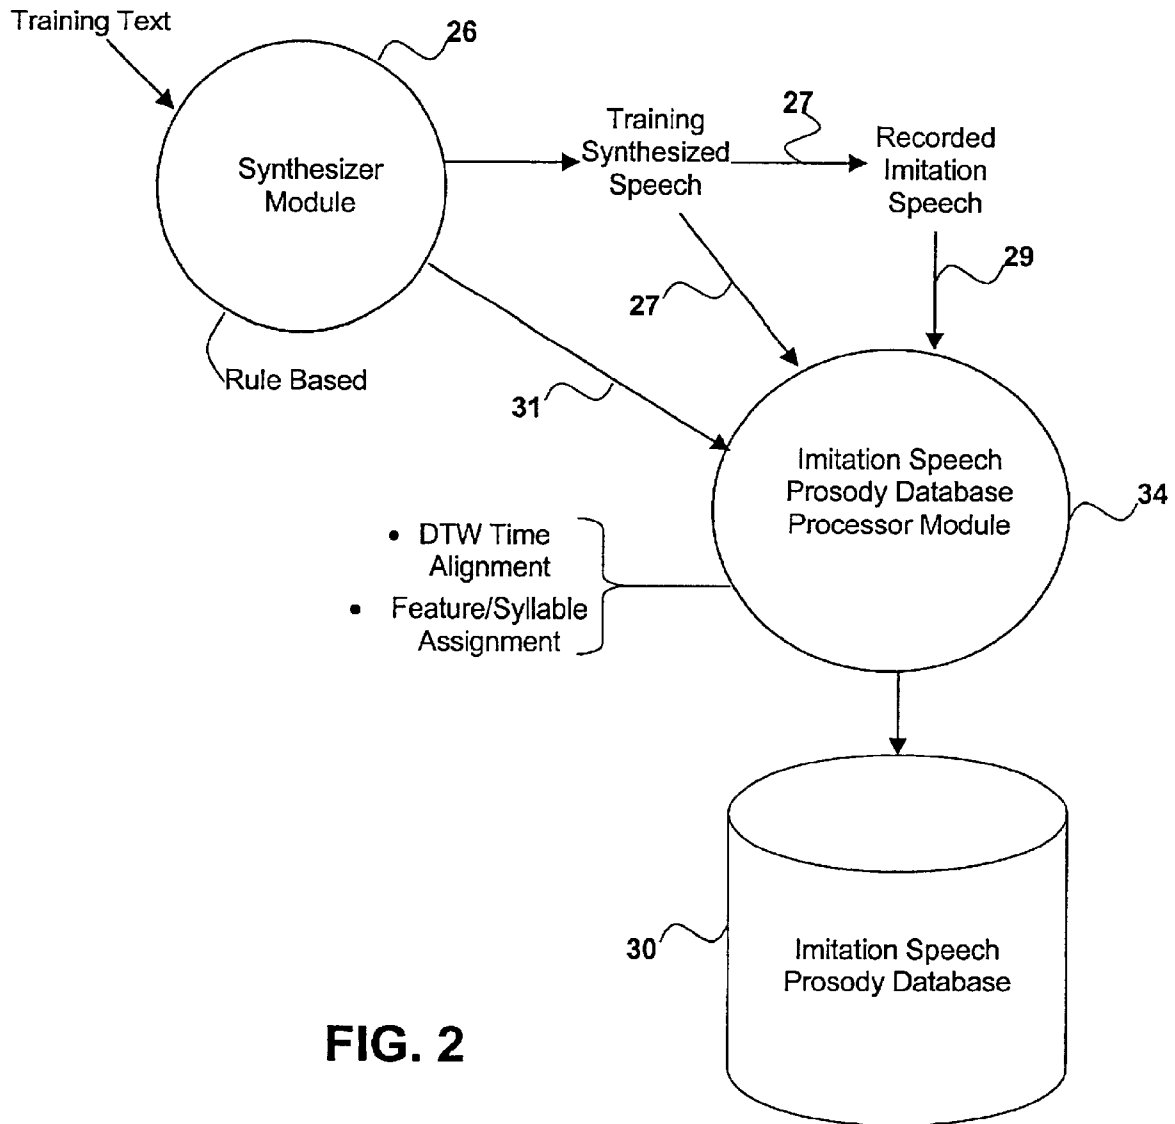 Training Text
26
Synthesizer
Module
Training
Synthesized
Speech
27
Recorded
Imitation
Speech
27
29
Rule Based
31
Imitation Speech
Prosody Database
Processor Module
34
• DTW Time
Alignment
• Feature/Syllable
Assignment
30
Imitation Speech
Prosody Database
FIG. 2